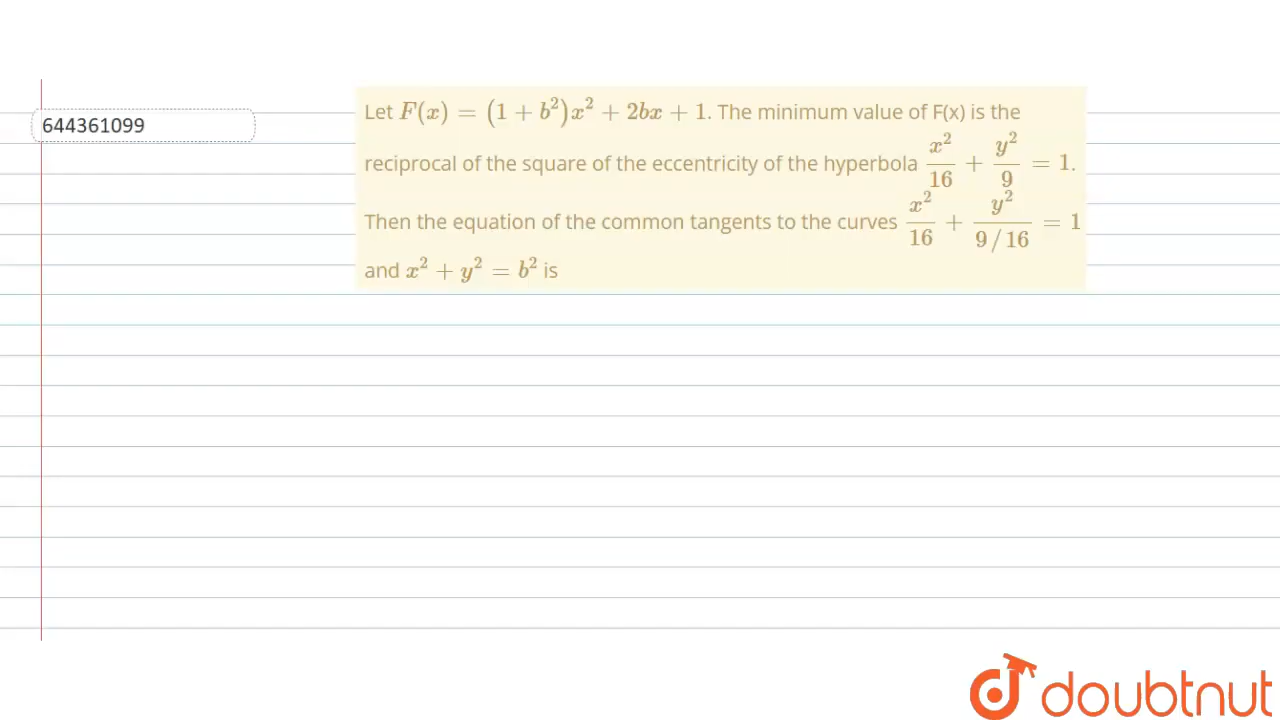 644361099
Let F(x) = (1 + b²)x² + 2bx + 1. The minimum value of F(x) is the
reciprocal of the square of the eccentricity of the hyperbola x²/16 + y²/9 = 1.
Then the equation of the common tangents to the curves x²/16 + y²/(9/16) = 1
and x² + y² = b² is
doubtnut